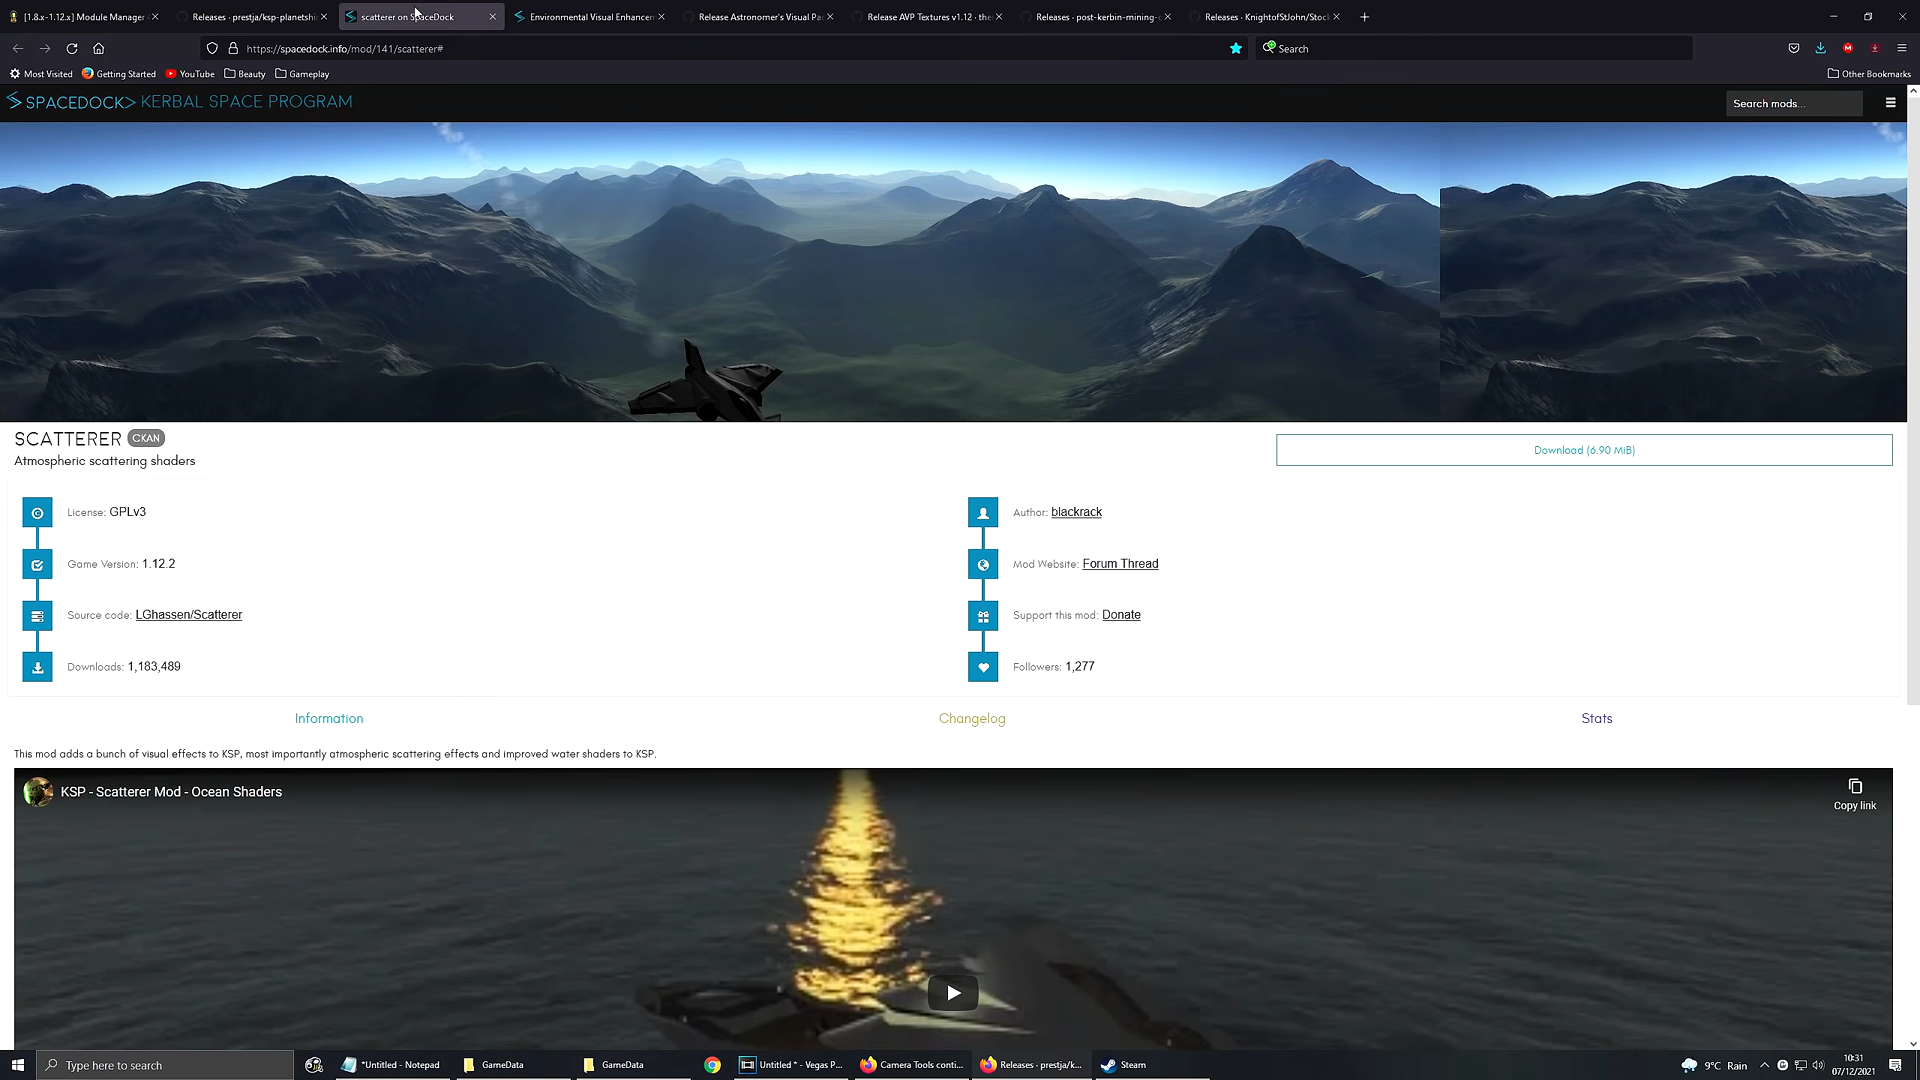 [1.8.x-1.12.x] Module Manager
Releases · prestja/ksp-planetshin
scatterer on SpaceDock
Environmental Visual Enhancem
Release Astronomer's Visual Pac
Release AVP Textures v1.12 · the
Releases · post-kerbin-mining-c
Releases · KnightofStJohn/Stock
https://spacedock.info/mod/141/scatterer#
Search
Most Visited
Getting Started
YouTube
Beauty
Gameplay
Other Bookmarks
SPACEDOCK> KERBAL SPACE PROGRAM
Search mods...
SCATTERER CKAN
Atmospheric scattering shaders
Download (6.90 MiB)
License: GPLv3
Author: blackrack
Game Version: 1.12.2
Mod Website: Forum Thread
Source code: LGhassen/Scatterer
Support this mod: Donate
Downloads: 1,183,489
Followers: 1,277
Information
Changelog
Stats
This mod adds a bunch of visual effects to KSP, most importantly atmospheric scattering effects and improved water shaders to KSP.
KSP - Scatterer Mod - Ocean Shaders
Copy link
Type here to search
*Untitled - Notepad
GameData
GameData
Untitled * - Vegas P...
Camera Tools conti...
Releases · prestja/k...
Steam
9°C Rain
10:31
07/12/2021